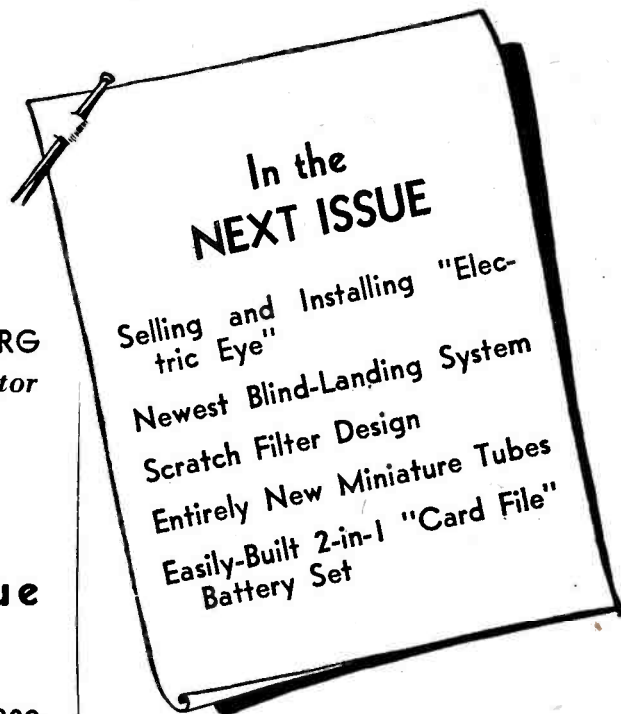 In the
NEXT ISSUE
Selling and Installing "Elec-
tric Eye"
Newest Blind-Landing System
Scratch Filter Design
Entirely New Miniature Tubes
Easily-Built 2-in-1 "Card File"
Battery Set
RG
tor
ue